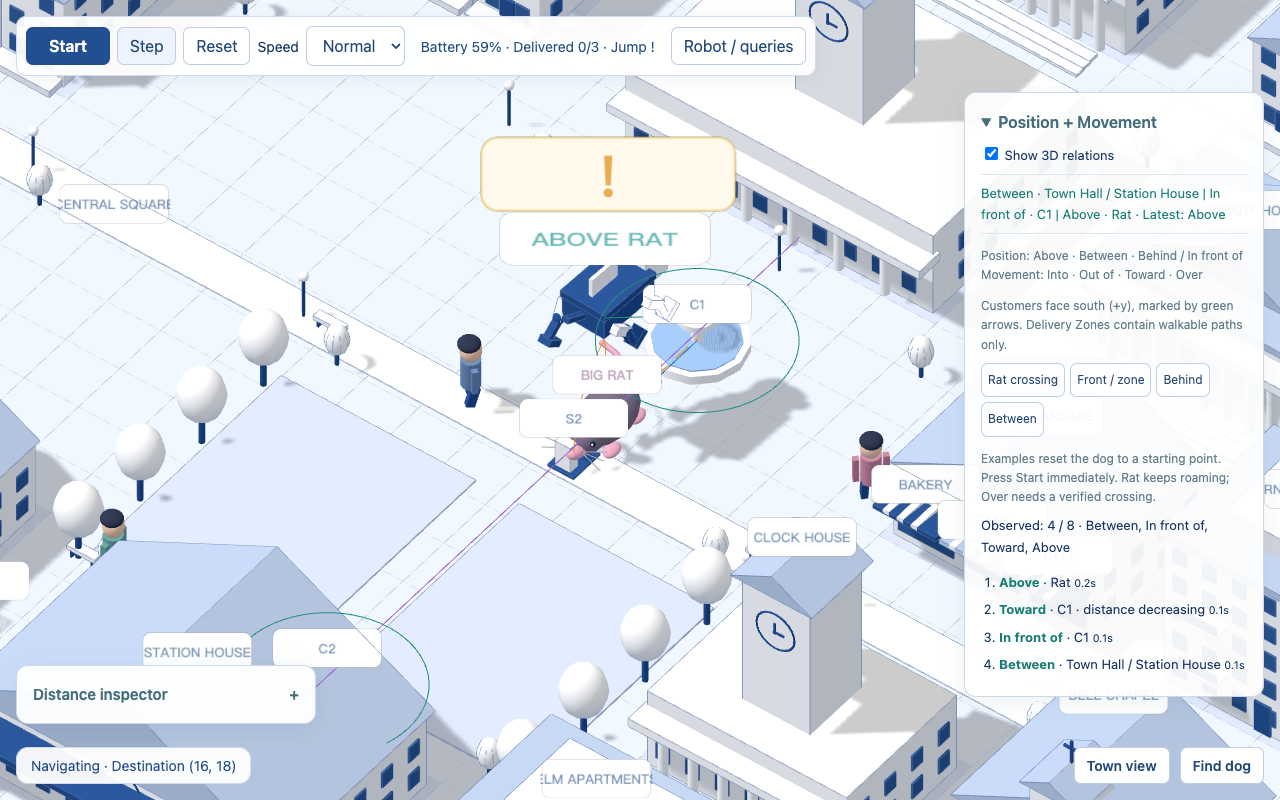 Start
Step
Reset
Speed
Normal
Battery 59% · Delivered 0/3 · Jump !
Robot / queries
▼ Position + Movement
Show 3D relations
Between · Town Hall / Station House | In
front of · C1 | Above · Rat · Latest: Above
Position: Above · Between · Behind / In front of
Movement: Into · Out of · Toward · Over
Customers face south (+y), marked by green
arrows. Delivery Zones contain walkable paths
only.
Rat crossing
Front / zone
Behind
Between
Examples reset the dog to a starting point.
Press Start immediately. Rat keeps roaming;
Over needs a verified crossing.
Observed: 4 / 8 · Between, In front of,
Toward, Above
1. Above · Rat 0.2s
2. Toward · C1 · distance decreasing 0.1s
3. In front of · C1 0.1s
4. Between · Town Hall / Station House 0.1s
!
ABOVE RAT
CENTRAL SQUARE
C1
BIG RAT
S2
BAKERY
CLOCK HOUSE
STATION HOUSE
C2
BELL CHAPEL
ELM APARTMENTS
Distance inspector
+
Navigating · Destination (16, 18)
Town view
Find dog